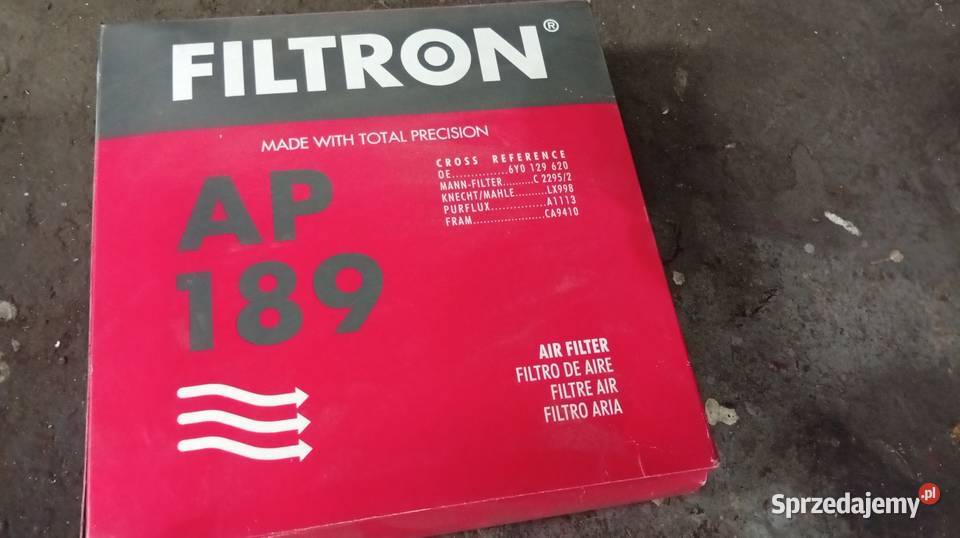 FILTRON®
MADE WITH TOTAL PRECISION
AP
189
CROSS REFERENCE
OE...............6Y0 129 620
MANN-FILTER.........C 2295/2
KNECHT/MAHLE.........LX998
PURFLUX................A1113
FRAM.....................CA9410
AIR FILTER
FILTRO DE AIRE
FILTRE AIR
FILTRO ARIA
Sprzedajemy.pl